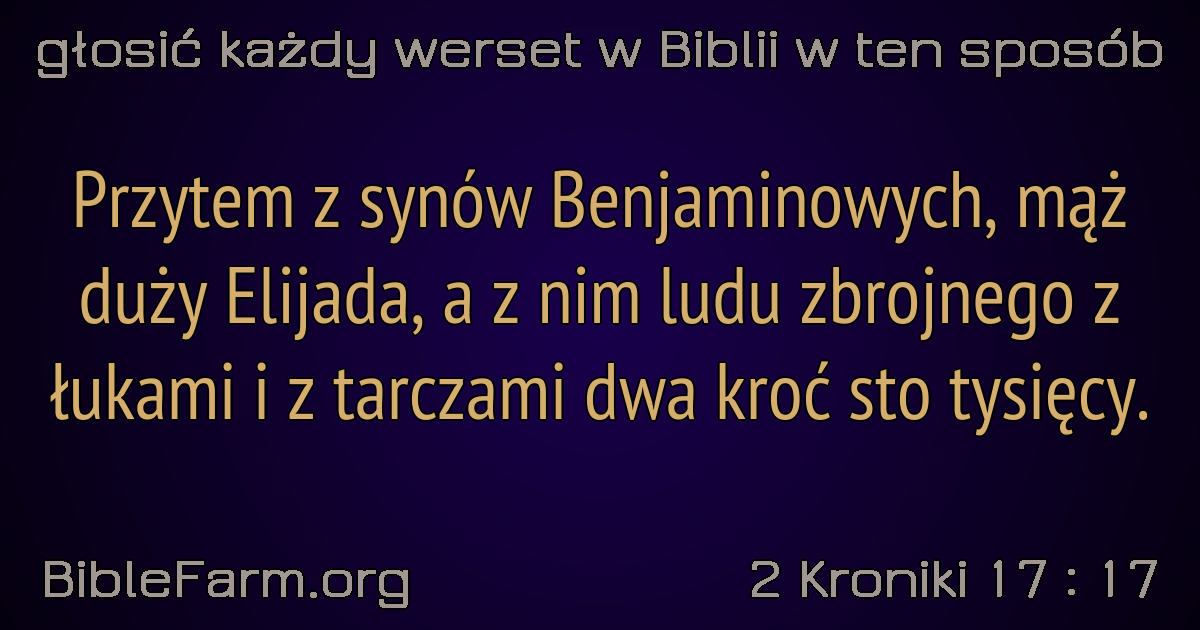 głosić każdy werset w Biblii w ten sposób
Przytem z synów Benjaminowych, mąż
duży Elijada, a z nim ludu zbrojnego z
łukami i z tarczami dwa kroć sto tysięcy.
BibleFarm.org
2 Kroniki 17 : 17